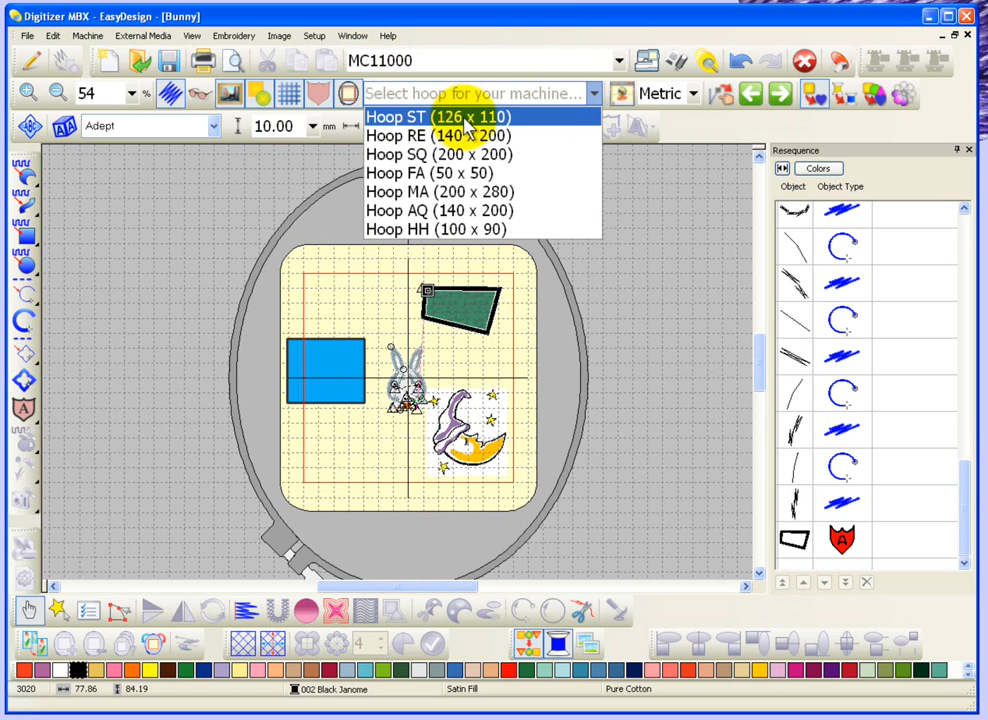 Digitizer MBX - EasyDesign - [Bunny]
File Edit Machine External Media View Embroidery Image Setup Window Help
MC11000
54 % Select hoop for your machine... Metric
Adept 10.00
Hoop ST (126 x 110)
Hoop RE (140 x 200)
Hoop SQ (200 x 200)
Hoop FA (50 x 50)
Hoop MA (200 x 280)
Hoop AQ (140 x 200)
Hoop HH (100 x 90)
Resequence
Colors
Object Object Type
A
A
4
3020 77.86 84.19 002 Black Janome Satin Fill Pure Cotton